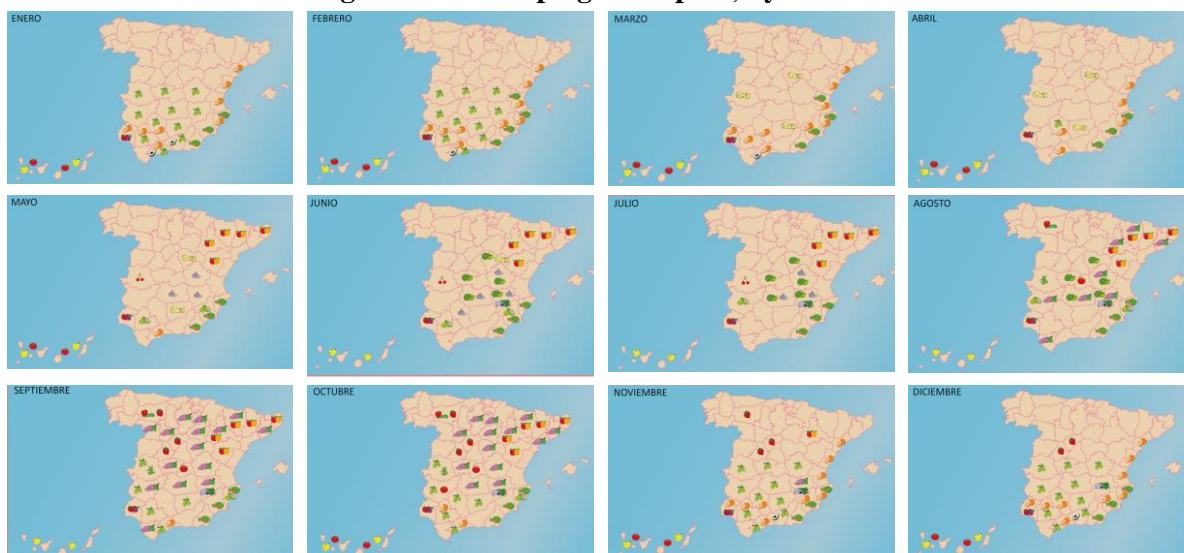 ENERO
FEBRERO
MARZO
ABRIL
MAYO
JUNIO
JULIO
AGOSTO
SEPTIEMBRE
OCTUBRE
NOVIEMBRE
DICIEMBRE